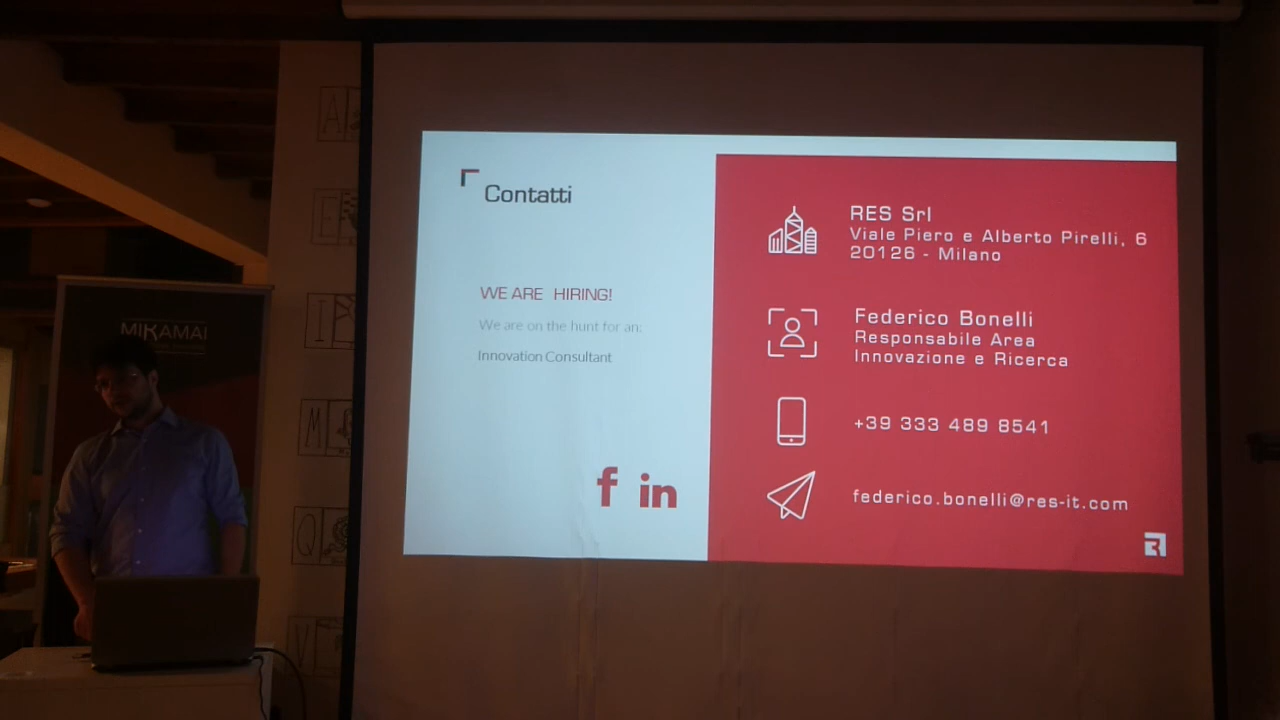 Contatti
WE ARE HIRING!
We are on the hunt for an:
Innovation Consultant
f in
RES Srl
Viale Piero e Alberto Pirelli, 6
20126 - Milano
Federico Bonelli
Responsabile Area
Innovazione e Ricerca
+39 333 489 8541
federico.bonelli@res-it.com
MIKAMAI
A
E
I
M
Q
V